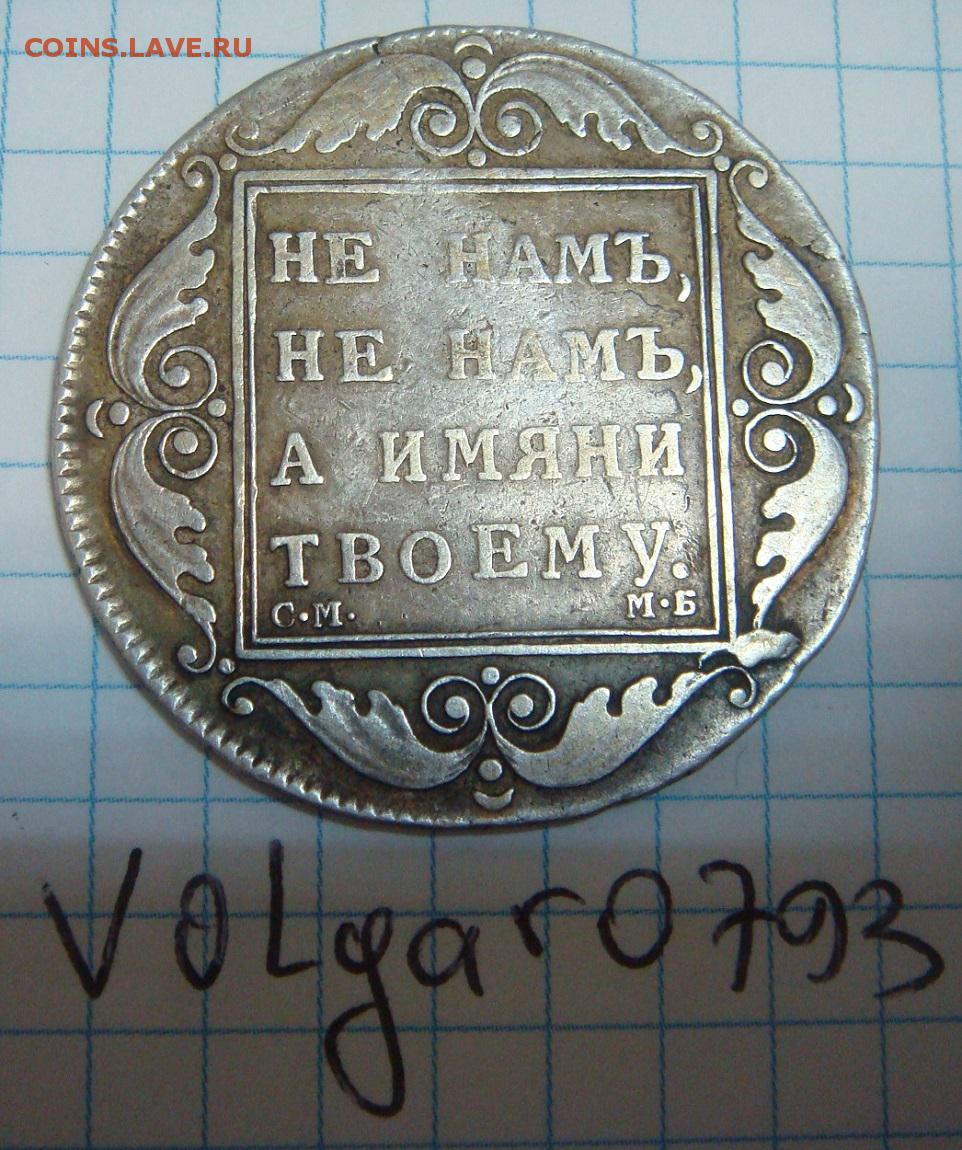 COINS.LAVE.RU
НЕ НАМЪ,
НЕ НАМЪ,
А ИМЯНИ
ТВОЕМУ.
С·М· М·Б
VOLgar0793